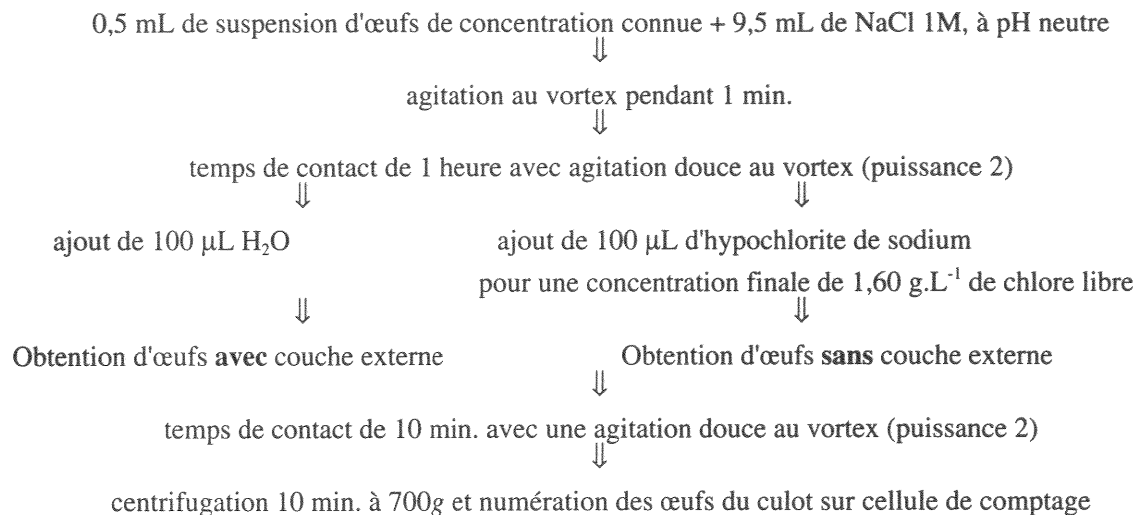 0,5 mL de suspension d'œufs de concentration connue + 9,5 mL de NaCl 1M, à pH neutre
⇓
agitation au vortex pendant 1 min.
⇓
temps de contact de 1 heure avec agitation douce au vortex (puissance 2)
⇓ ⇓
ajout de 100 µL H₂O ajout de 100 µL d'hypochlorite de sodium
pour une concentration finale de 1,60 g.L⁻¹ de chlore libre
⇓ ⇓
Obtention d'œufs avec couche externe Obtention d'œufs sans couche externe
⇓
temps de contact de 10 min. avec une agitation douce au vortex (puissance 2)
⇓
centrifugation 10 min. à 700g et numération des œufs du culot sur cellule de comptage